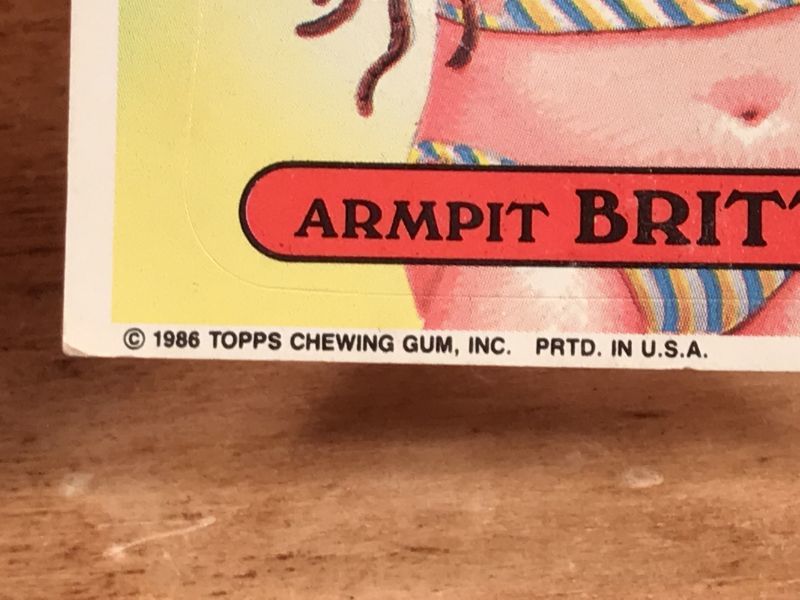 ARMPIT BRIT
© 1986 TOPPS CHEWING GUM, INC. PRTD. IN U.S.A.